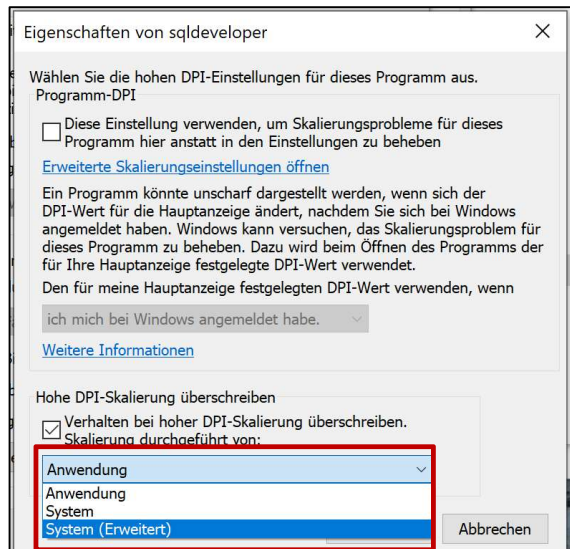 Eigenschaften von sqldeveloper
Wählen Sie die hohen DPI-Einstellungen für dieses Programm aus.
Programm-DPI
Diese Einstellung verwenden, um Skalierungsprobleme für dieses
Programm hier anstatt in den Einstellungen zu beheben
Erweiterte Skalierungseinstellungen öffnen
Ein Programm könnte unscharf dargestellt werden, wenn sich der
DPI-Wert für die Hauptanzeige ändert, nachdem Sie sich bei Windows
angemeldet haben. Windows kann versuchen, das Skalierungsproblem für
dieses Programm zu beheben. Dazu wird beim Öffnen des Programms der
für Ihre Hauptanzeige festgelegte DPI-Wert verwendet.
Den für meine Hauptanzeige festgelegten DPI-Wert verwenden, wenn
ich mich bei Windows angemeldet habe.
Weitere Informationen
Hohe DPI-Skalierung überschreiben
Verhalten bei hoher DPI-Skalierung überschreiben.
Skalierung durchgeführt von:
Anwendung
Anwendung
System
System (Erweitert)
Abbrechen